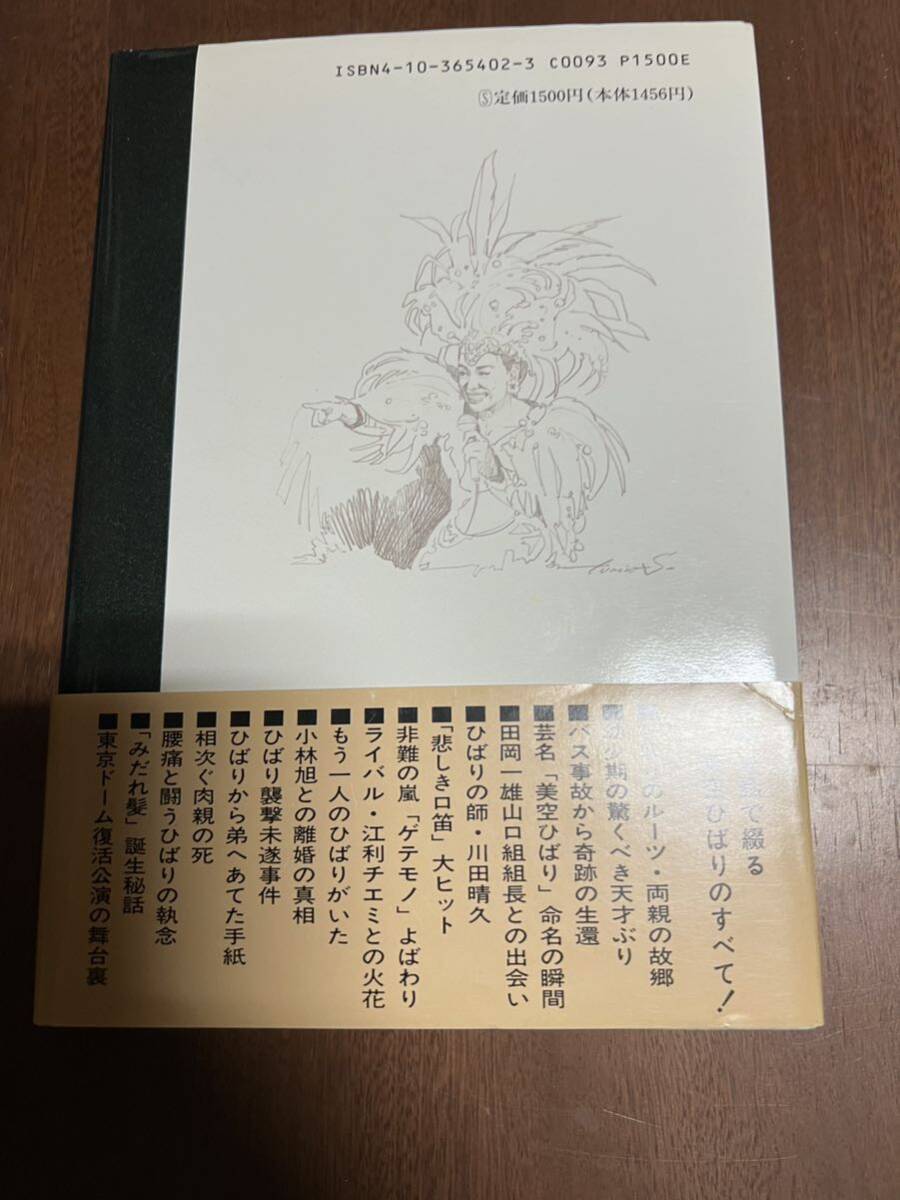 ISBN4-10-365402-3 C0093 P1500E
Ⓢ定価1500円(本体1456円)
で綴る
ひばりのすべて!
のルーツ・両親の故郷
期の驚くべき天才ぶり
■バス事故から奇跡の生還
■芸名「美空ひばり」命名の瞬間
■田岡一雄山口組組長との出会い
■ひばりの師・川田晴久
■「悲しき口笛」大ヒット
■非難の嵐「ゲテモノ」よばわり
■ライバル・江利チエミとの火花
■もう一人のひばりがいた
■小林旭との離婚の真相
■ひばり襲撃未遂事件
■ひばりから弟へあてた手紙
■相次ぐ肉親の死
■腰痛と闘うひばりの執念
■「みだれ髪」誕生秘話
■東京ドーム復活公演の舞台裏